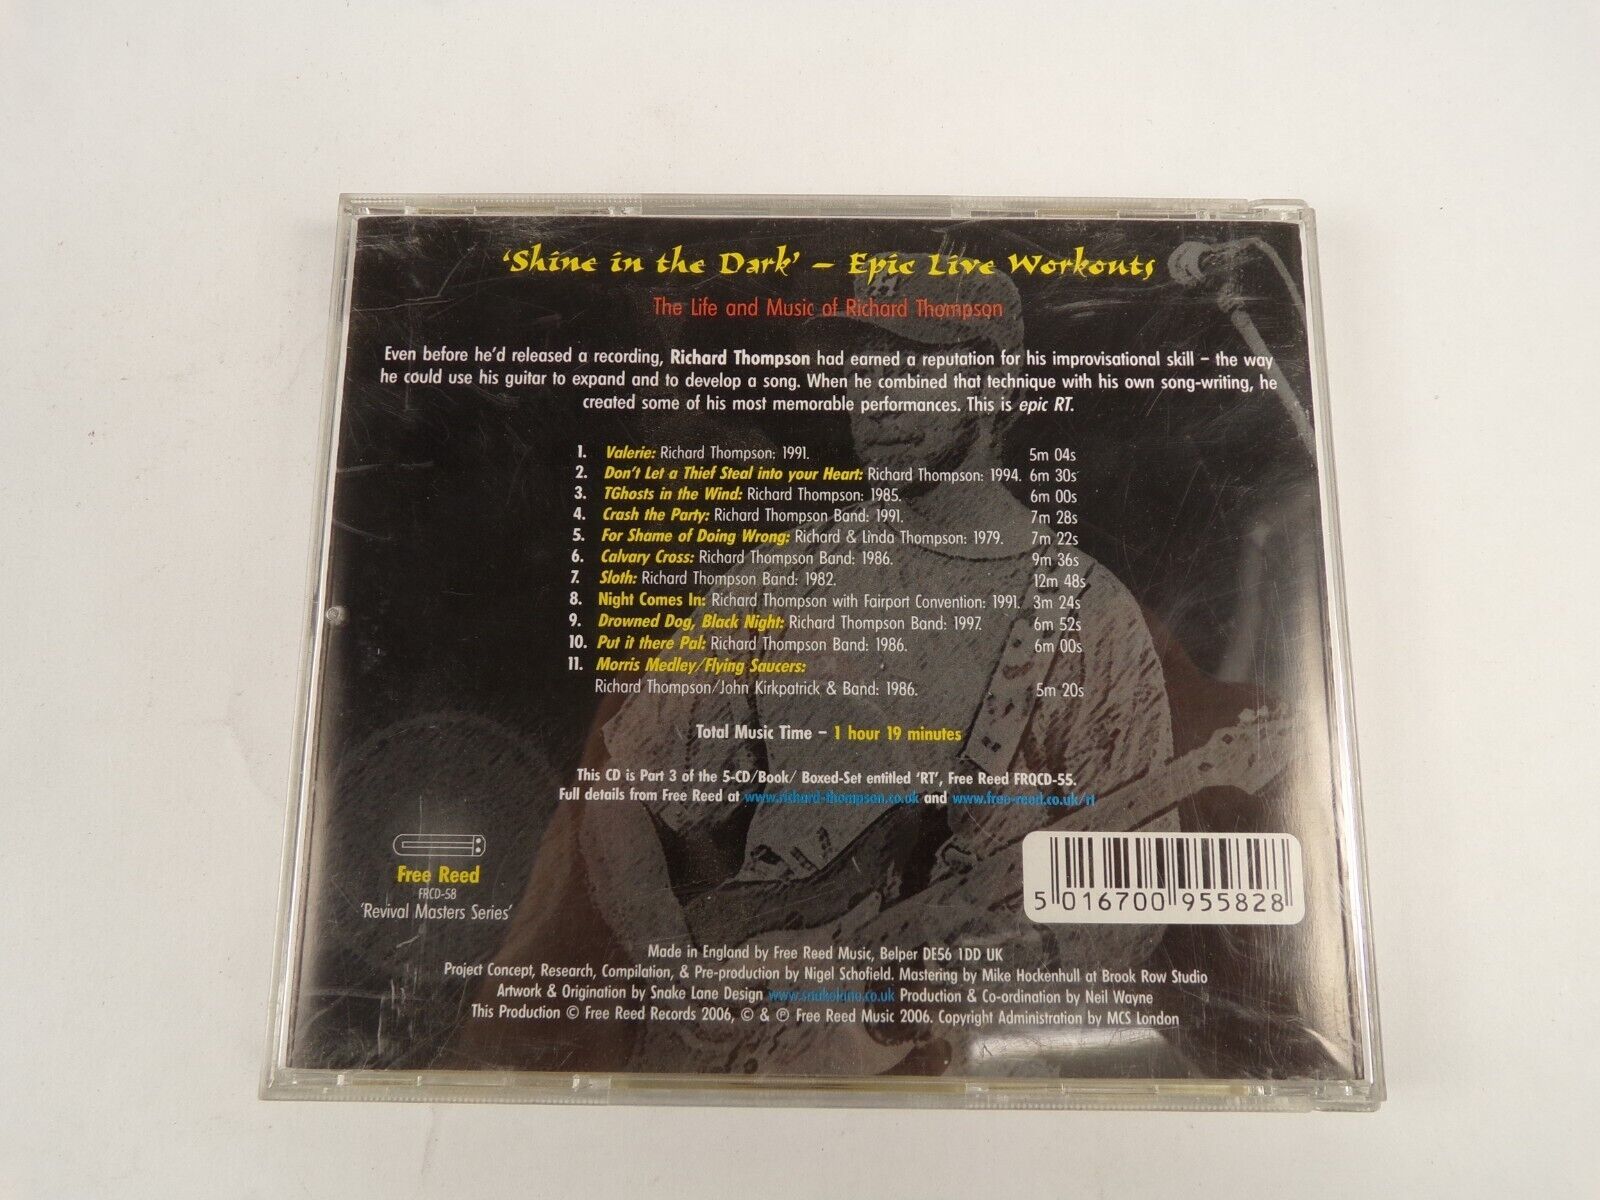 'Shine in the Dark' – Epic Live Workouts
The Life and Music of Richard Thompson
Even before he'd released a recording, Richard Thompson had earned a reputation for his improvisational skill – the way
he could use his guitar to expand and to develop a song. When he combined that technique with his own song-writing, he
created some of his most memorable performances. This is epic RT.
1. Valerie: Richard Thompson: 1991. 5m 04s
2. Don't Let a Thief Steal into your Heart: Richard Thompson: 1994. 6m 30s
3. TGhosts in the Wind: Richard Thompson: 1985. 6m 00s
4. Crash the Party: Richard Thompson Band: 1991. 7m 28s
5. For Shame of Doing Wrong: Richard & Linda Thompson: 1979. 7m 22s
6. Calvary Cross: Richard Thompson Band: 1986. 9m 36s
7. Sloth: Richard Thompson Band: 1982. 12m 48s
8. Night Comes In: Richard Thompson with Fairport Convention: 1991. 3m 24s
9. Drowned Dog, Black Night: Richard Thompson Band: 1997. 6m 52s
10. Put it there Pal: Richard Thompson Band: 1986. 6m 00s
11. Morris Medley/Flying Saucers:
Richard Thompson/John Kirkpatrick & Band: 1986. 5m 20s
Total Music Time – 1 hour 19 minutes
This CD is Part 3 of the 5-CD/Book/ Boxed-Set entitled 'RT', Free Reed FRQCD-55.
Full details from Free Reed at www.richard-thompson.co.uk and www.free-reed.co.uk/rt
Free Reed
FRCD-58
'Revival Masters Series'
5 016700 955828
Made in England by Free Reed Music, Belper DE56 1DD UK
Project Concept, Research, Compilation, & Pre-production by Nigel Schofield. Mastering by Mike Hockenhull at Brook Row Studio
Artwork & Origination by Snake Lane Design www.snakelane.co.uk Production & Co-ordination by Neil Wayne
This Production © Free Reed Records 2006, © & ℗ Free Reed Music 2006. Copyright Administration by MCS London